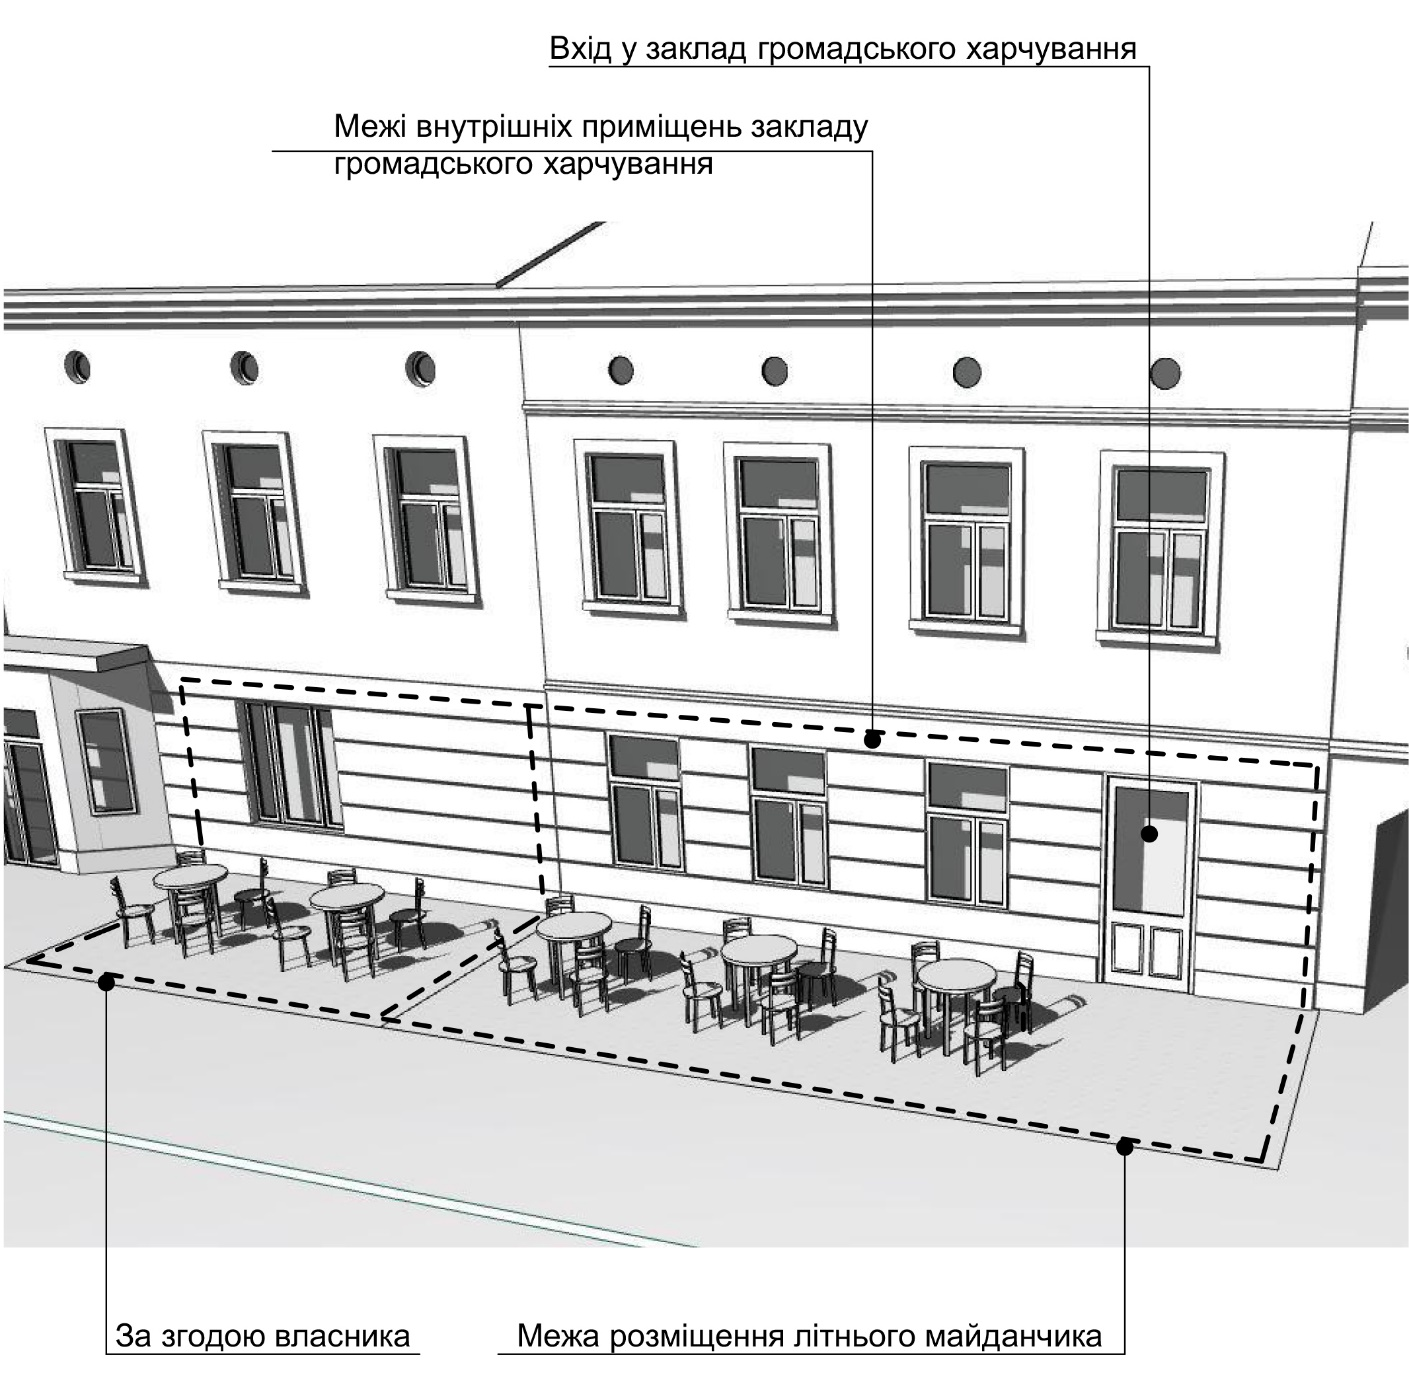 Вхід у заклад громадського харчування
Межі внутрішніх приміщень закладу
громадського харчування
За згодою власника
Межа розміщення літнього майданчика